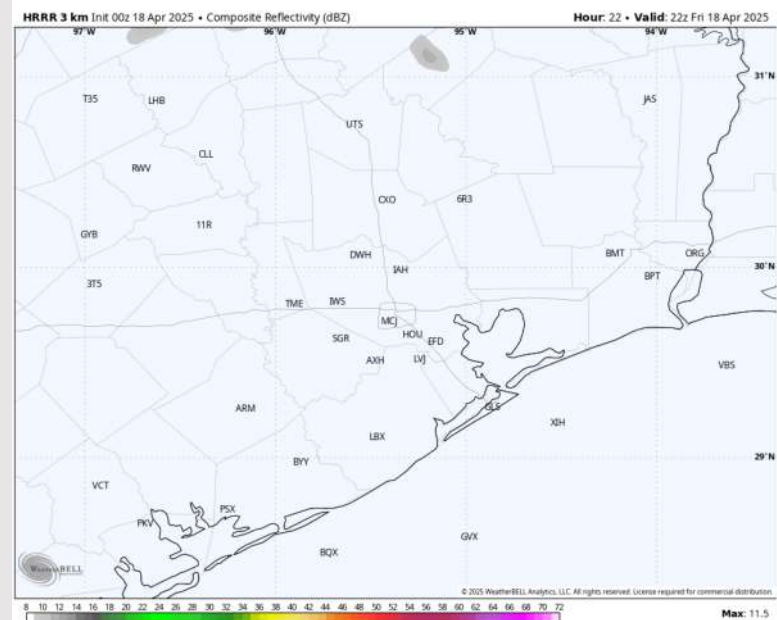 HRRR 3 km Init 00z 18 Apr 2025 • Composite Reflectivity (dBZ) Hour: 22 • Valid: 22z Fri 18 Apr 2025
97°W 96°W 95°W 94°W
31°N
T35 LHB JAS
UTS
CLL
RWV
CXO 6R3
11R
GYB
DWH BMT ORG
IAH 30°N
BPT
3T5
TME IWS
MCJ
HOU
SGR EFD
AXH LVJ VBS
ARM GLS
XIH
LBX
BYY 29°N
VCT
PSX
PKV
GVX
BQX
WeatherBELL
© 2025 WeatherBELL Analytics, LLC. All rights reserved. License required for commercial distribution.
8 10 12 14 16 18 20 22 24 26 28 30 32 34 36 38 40 42 44 46 48 50 52 54 56 58 60 62 64 66 68 70 72
Max: 11.5